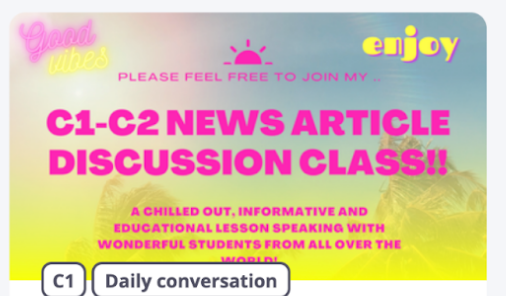 Good
vibes
enjoy
PLEASE FEEL FREE TO JOIN MY ..
C1-C2 NEWS ARTICLE
DISCUSSION CLASS!!
A CHILLED OUT, INFORMATIVE AND
EDUCATIONAL LESSON SPEAKING WITH
WONDERFUL STUDENTS FROM ALL OVER THE
WORLD!
C1
Daily conversation